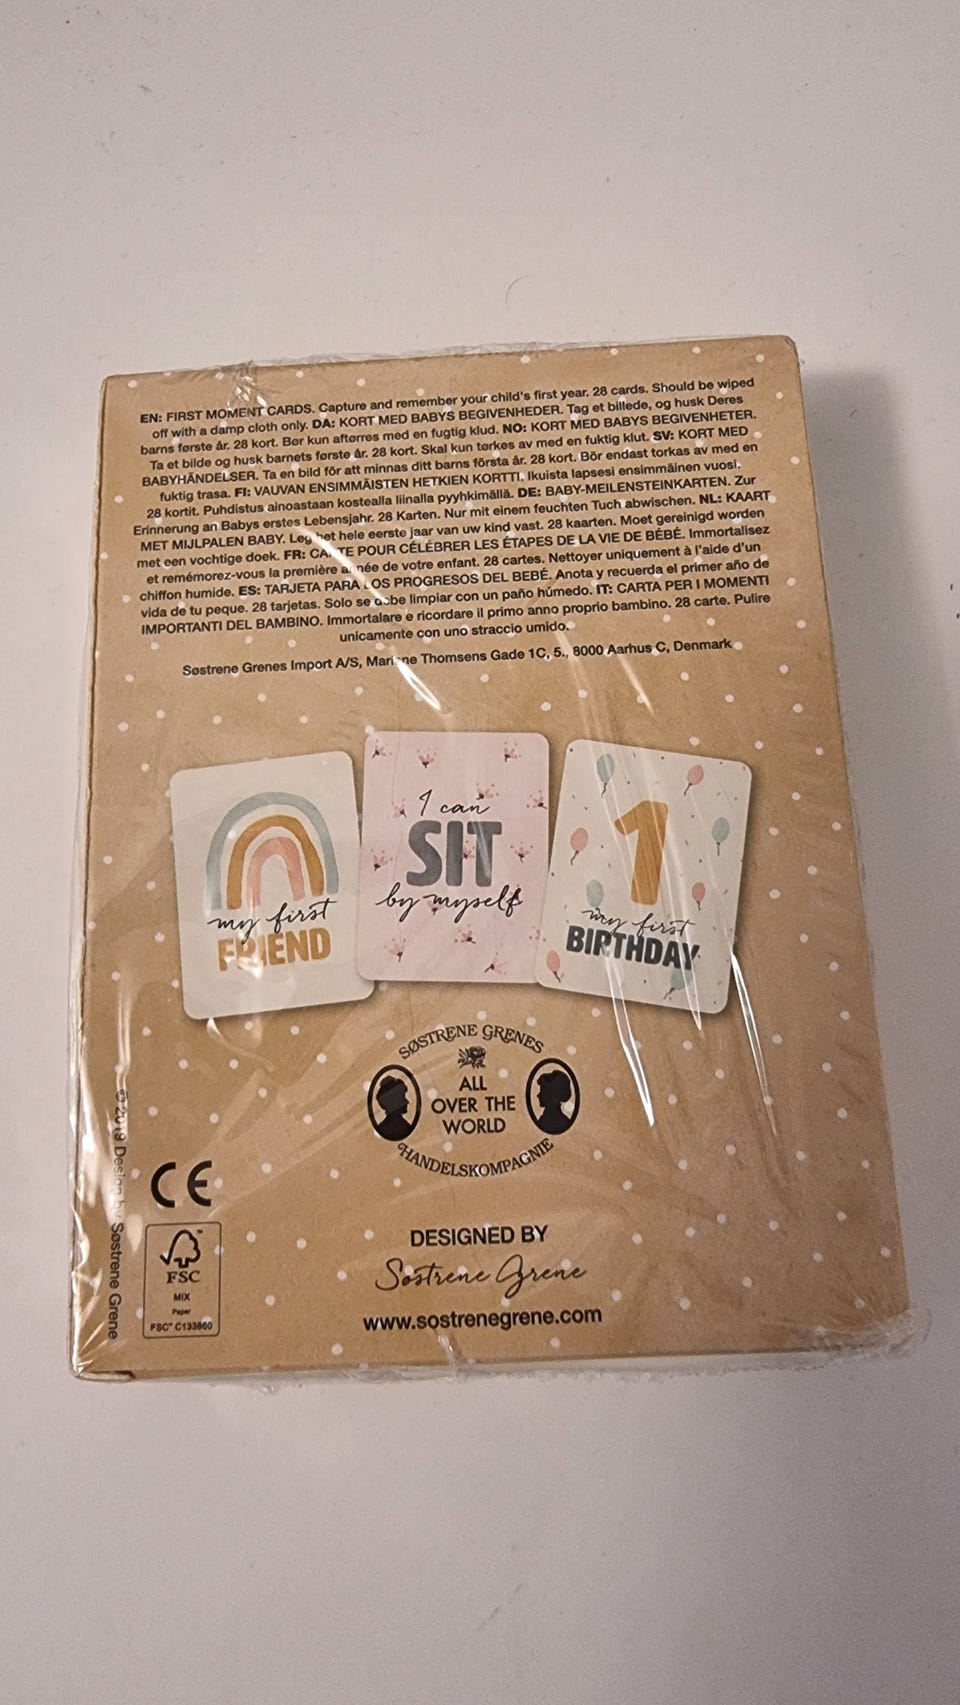 EN: FIRST MOMENT CARDS. Capture and remember your child's first year. 28 cards. Should be wiped
off with a damp cloth only. DA: KORT MED BABYS BEGIVENHEDER. Tag et billede, og husk Deres
barns første år. 28 kort. Bør kun aftørres med en fugtig klud. NO: KORT MED BABYS BEGIVENHETER.
Ta et bilde og husk barnets første år. 28 kort. Skal kun tørkes av med en fuktig klut. SV: KORT MED
BABYHÄNDELSER. Ta en bild för att minnas ditt barns första år. 28 kort. Bör endast torkas av med en
fuktig trasa. FI: VAUVAN ENSIMMÄISTEN HETKIEN KORTTI. Ikuista lapsesi ensimmäinen vuosi.
28 kortit. Puhdistus ainoastaan kostealla liinalla pyyhkimällä. DE: BABY-MEILENSTEINKARTEN. Zur
Erinnerung an Babys erstes Lebensjahr. 28 Karten. Nur mit einem feuchten Tuch abwischen. NL: KAART
MET MIJLPALEN BABY. Leg het hele eerste jaar van uw kind vast. 28 kaarten. Moet gereinigd worden
met een vochtige doek. FR: CARTE POUR CÉLÉBRER LES ÉTAPES DE LA VIE DE BÉBÉ. Immortalisez
et remémorez-vous la première année de votre enfant. 28 cartes. Nettoyer uniquement à l'aide d'un
chiffon humide. ES: TARJETA PARA LOS PROGRESOS DEL BEBÉ. Anota y recuerda el primer año de
vida de tu peque. 28 tarjetas. Solo se debe limpiar con un paño húmedo. IT: CARTA PER I MOMENTI
IMPORTANTI DEL BAMBINO. Immortalare e ricordare il primo anno proprio bambino. 28 carte. Pulire
unicamente con uno straccio umido.
Søstrene Grenes Import A/S, Mariane Thomsens Gade 1C, 5., 8000 Aarhus C, Denmark
my first
FRIEND
I can
SIT
by myself
1
my first
BIRTHDAY
SØSTRENE GRENES
ALL
OVER THE
WORLD
HANDELSKOMPAGNIE
CE
FSC™
MIX
Paper
FSC® C133860
© 2019 Design by Søstrene Grene
DESIGNED BY
Søstrene Grene
www.sostrenegrene.com